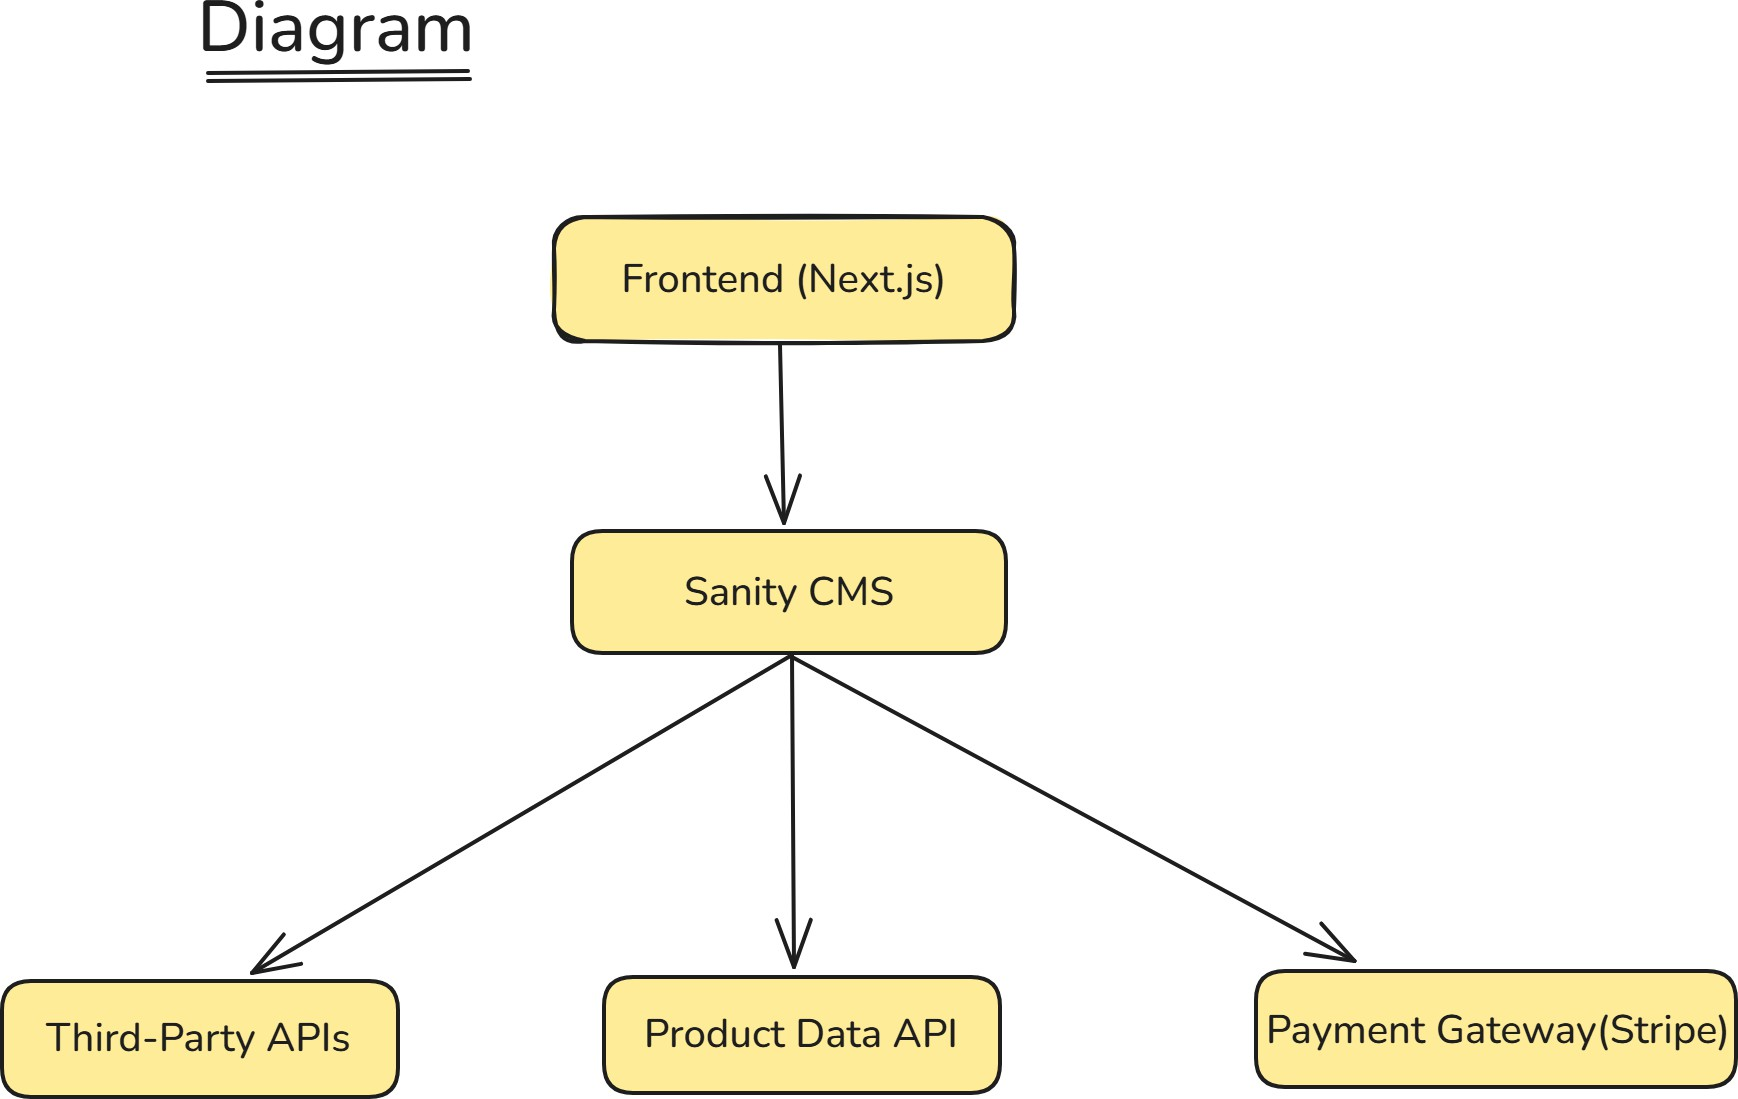 Diagram
Frontend (Next.js)
Sanity CMS
Third-Party APIs
Product Data API
Payment Gateway(Stripe)